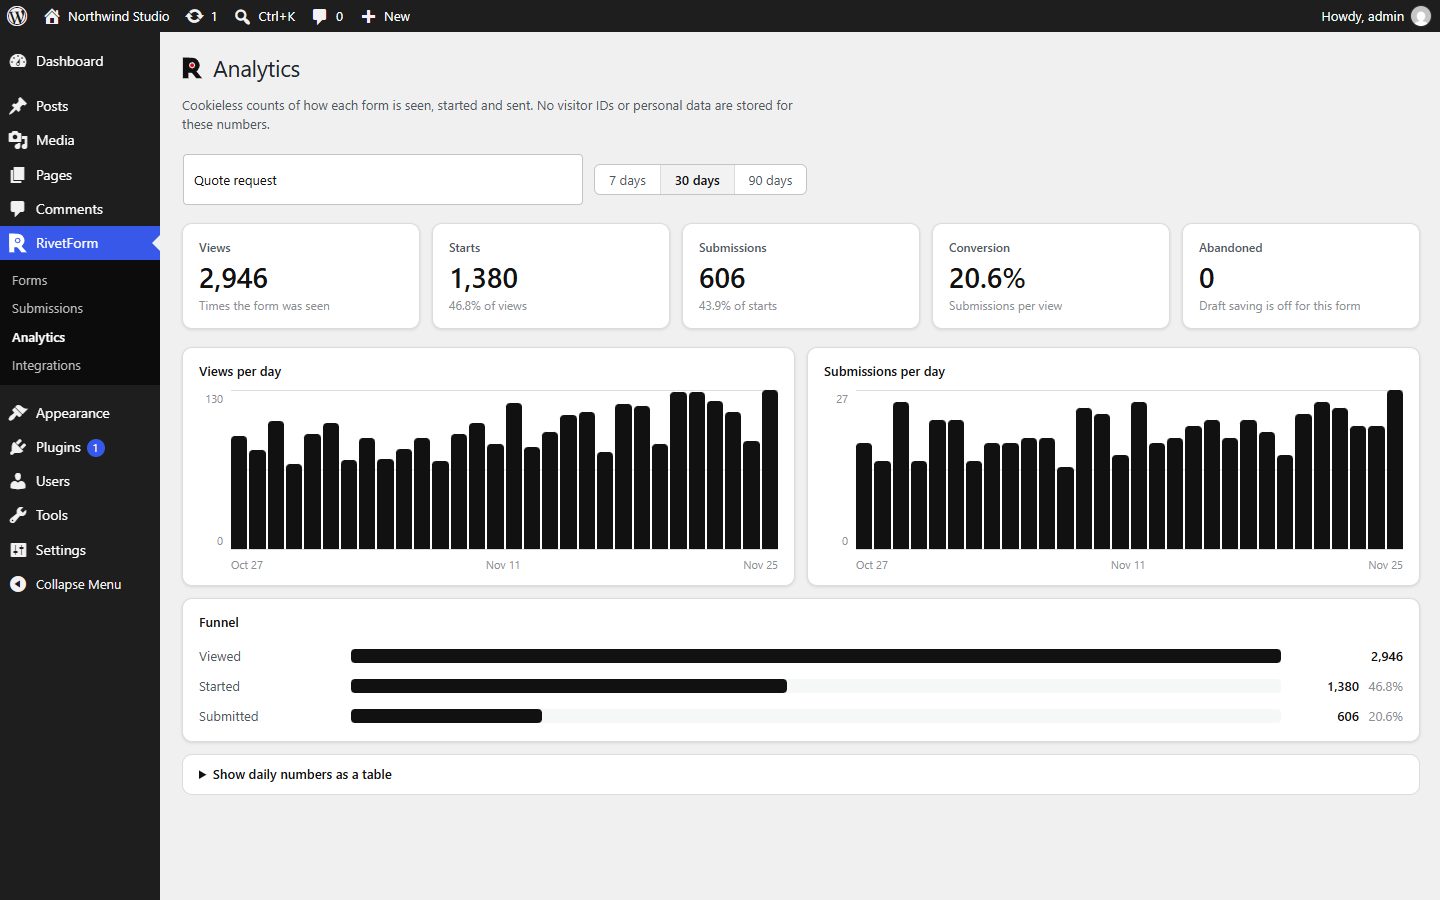 Northwind Studio 1 Ctrl+K 0 New Howdy, admin
Dashboard
Posts
Media
Pages
Comments
RivetForm
Forms
Submissions
Analytics
Integrations
Appearance
Plugins 1
Users
Tools
Settings
Collapse Menu
Analytics
Cookieless counts of how each form is seen, started and sent. No visitor IDs or personal data are stored for
these numbers.
Quote request 7 days 30 days 90 days
Views
2,946
Times the form was seen
Starts
1,380
46.8% of views
Submissions
606
43.9% of starts
Conversion
20.6%
Submissions per view
Abandoned
0
Draft saving is off for this form
Views per day
130
0
Oct 27 Nov 11 Nov 25
Submissions per day
27
0
Oct 27 Nov 11 Nov 25
Funnel
Viewed 2,946
Started 1,380 46.8%
Submitted 606 20.6%
Show daily numbers as a table